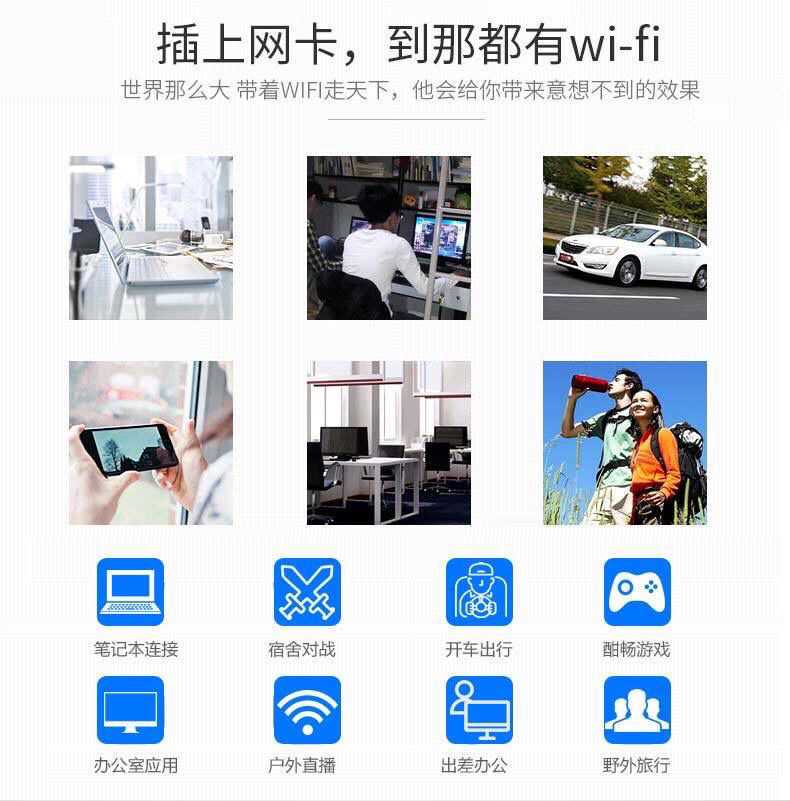 插上网卡，到那都有wi-fi
世界那么大 带着WIFI走天下，他会给你带来意想不到的效果
笔记本连接 宿舍对战 开车出行 酣畅游戏
办公室应用 户外直播 出差办公 野外旅行